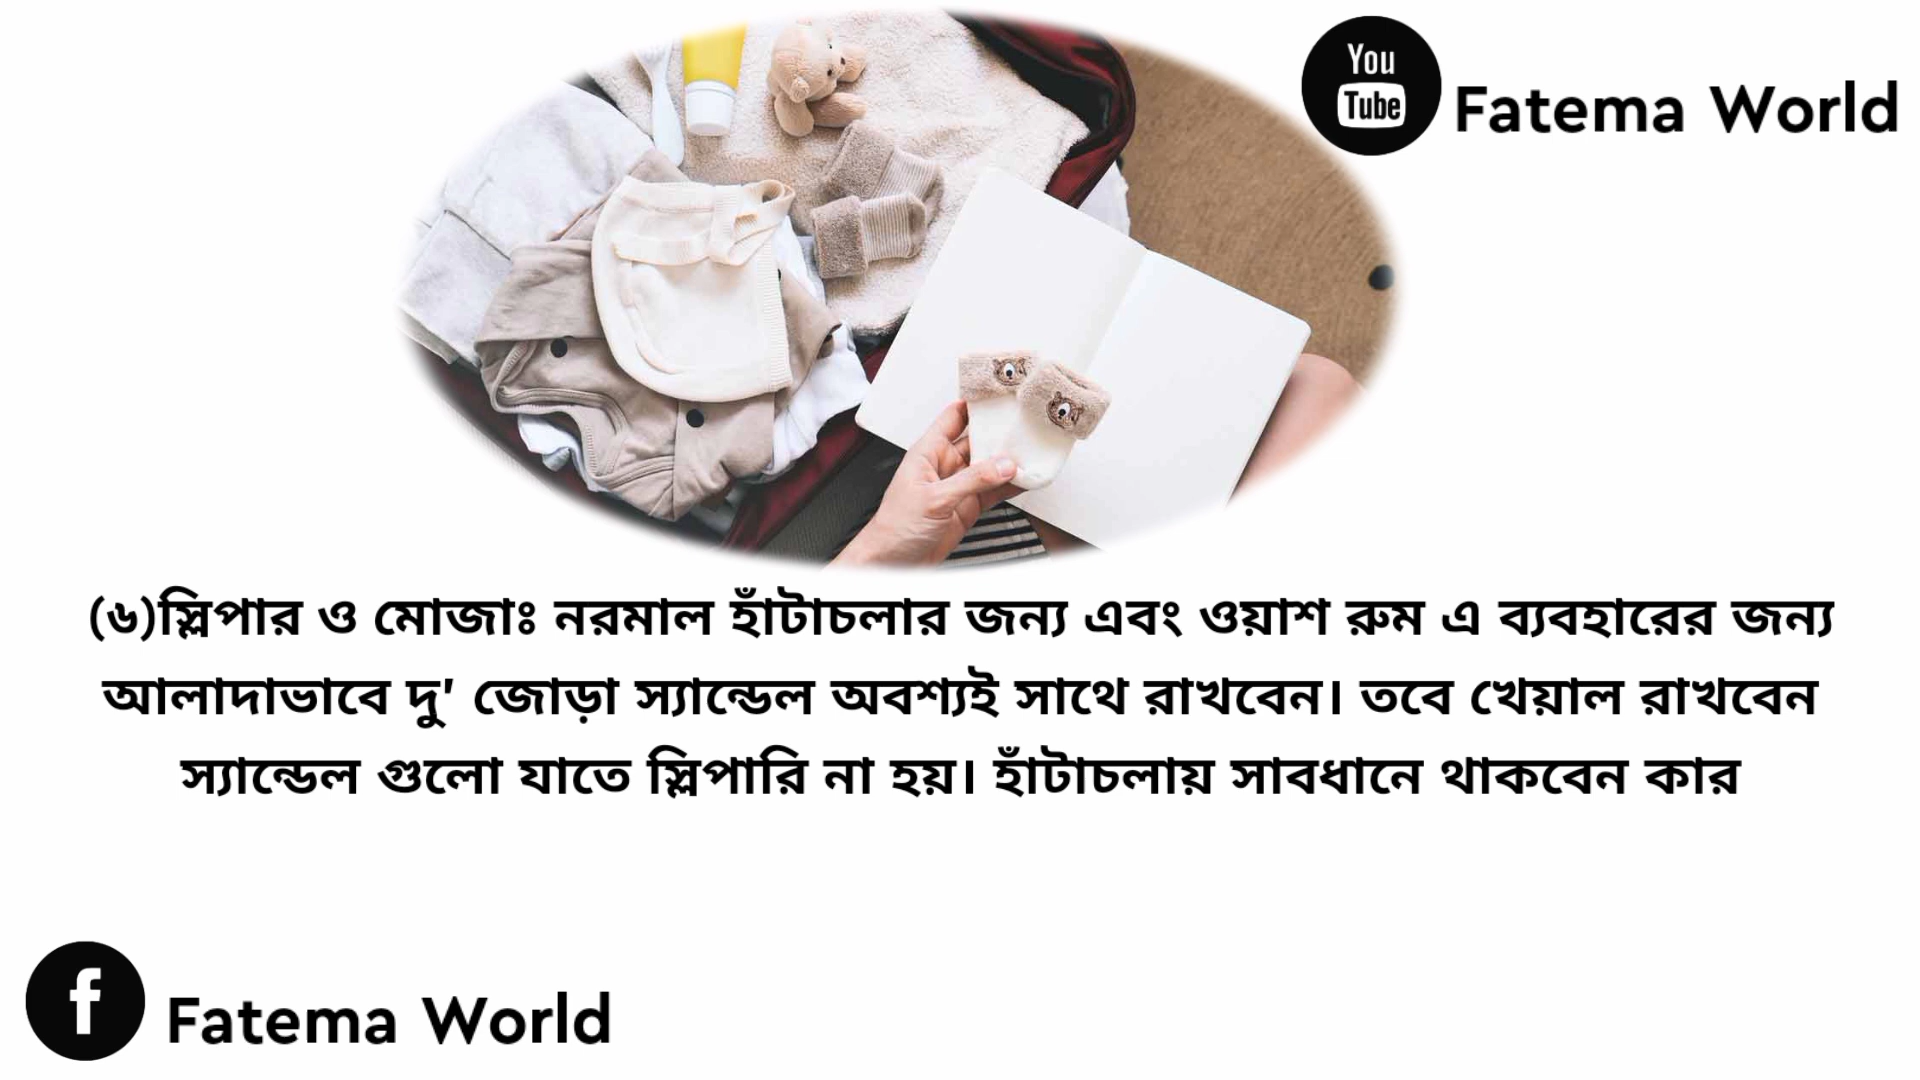 You
Tube
Fatema World
(৬)স্লিপার ও মোজাঃ নরমাল হাঁটাচলার জন্য এবং ওয়াশ রুম এ ব্যবহারের জন্য
আলাদাভাবে দু' জোড়া স্যান্ডেল অবশ্যই সাথে রাখবেন। তবে খেয়াল রাখবেন
স্যান্ডেল গুলো যাতে স্লিপারি না হয়। হাঁটাচলায় সাবধানে থাকবেন কার
f
Fatema World